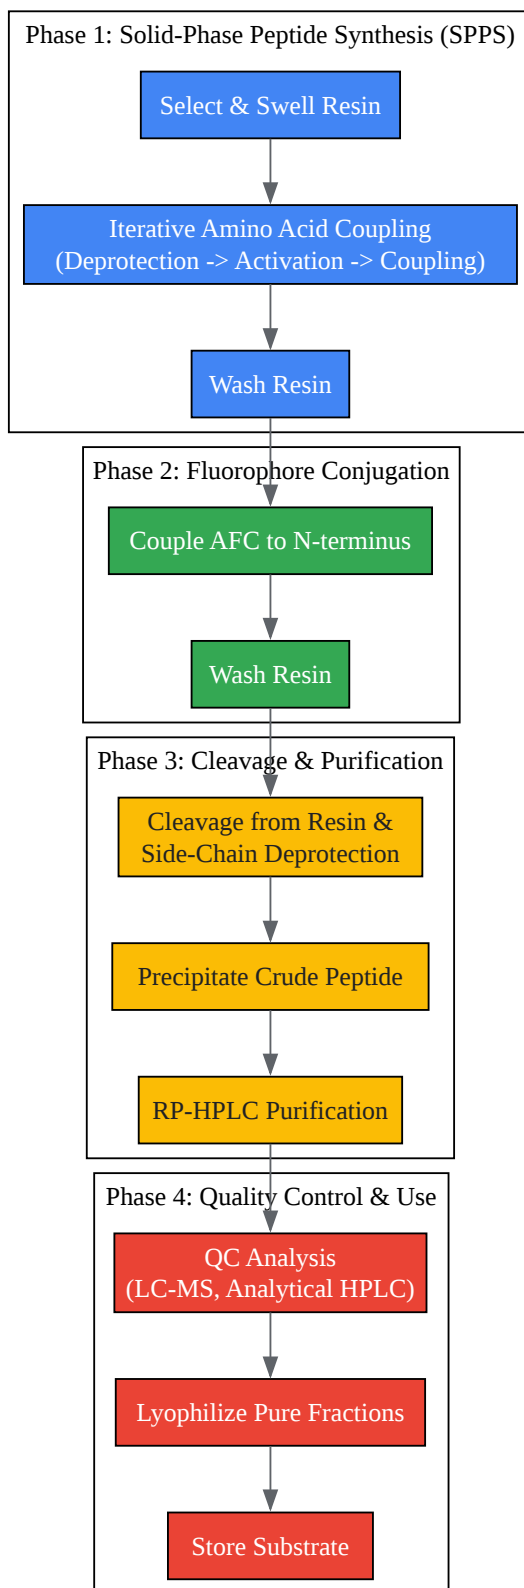 Phase 1: Solid-Phase Peptide Synthesis (SPPS)
Select & Swell Resin
Iterative Amino Acid Coupling
(Deprotection -> Activation -> Coupling)
Wash Resin
Phase 2: Fluorophore Conjugation
Couple AFC to N-terminus
Wash Resin
Phase 3: Cleavage & Purification
Cleavage from Resin &
Side-Chain Deprotection
Precipitate Crude Peptide
RP-HPLC Purification
Phase 4: Quality Control & Use
QC Analysis
(LC-MS, Analytical HPLC)
Lyophilize Pure Fractions
Store Substrate